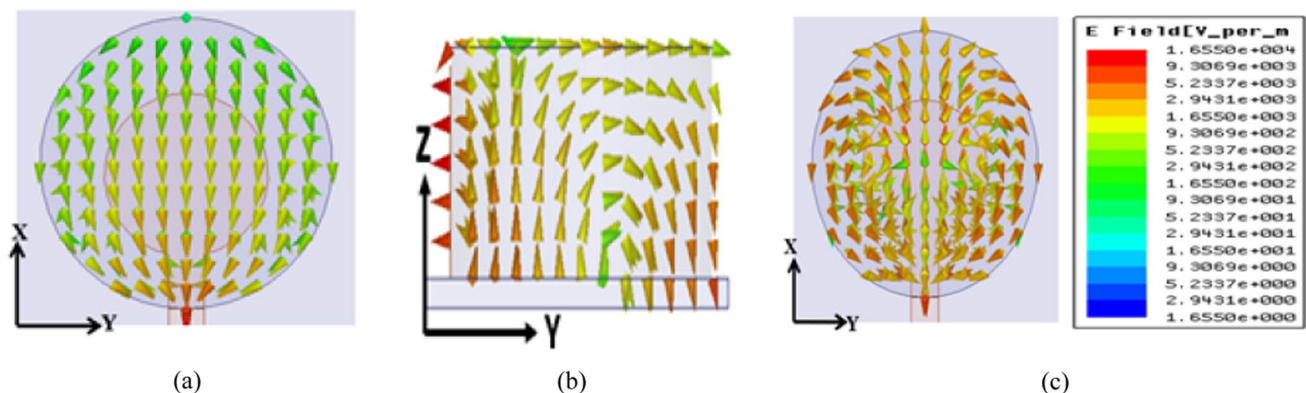 X
Y
(a)
Z
Y
(b)
X
Y
(c)
E Field[V_per_m
1.6550e+004
9.3069e+003
5.2337e+003
2.9431e+003
1.6550e+003
9.3069e+002
5.2337e+002
2.9431e+002
1.6550e+002
9.3069e+001
5.2337e+001
2.9431e+001
1.6550e+001
9.3069e+000
5.2337e+000
2.9431e+000
1.6550e+000